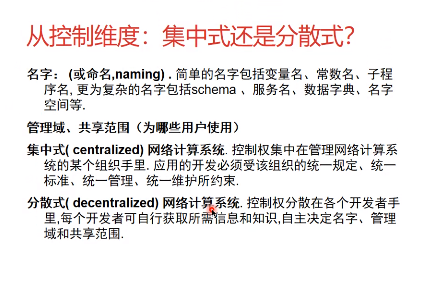 从控制维度：集中式还是分散式？
名字： (或命名,naming) . 简单的名字包括变量名、常数名、子程
序名, 更为复杂的名字包括schema 、服务名、数据字典、名字
空间等.
管理域、共享范围（为哪些用户使用）
集中式( centralized) 网络计算系统. 控制权集中在管理网络计算系
统的某个组织手里. 应用的开发必须受该组织的统一规定、统一
标准、统一管理、统一维护所约束.
分散式( decentralized) 网络计算系统. 控制权分散在各个开发者手
里,每个开发者可自行获取所需信息和知识,自主决定名字、管理
域和共享范围.